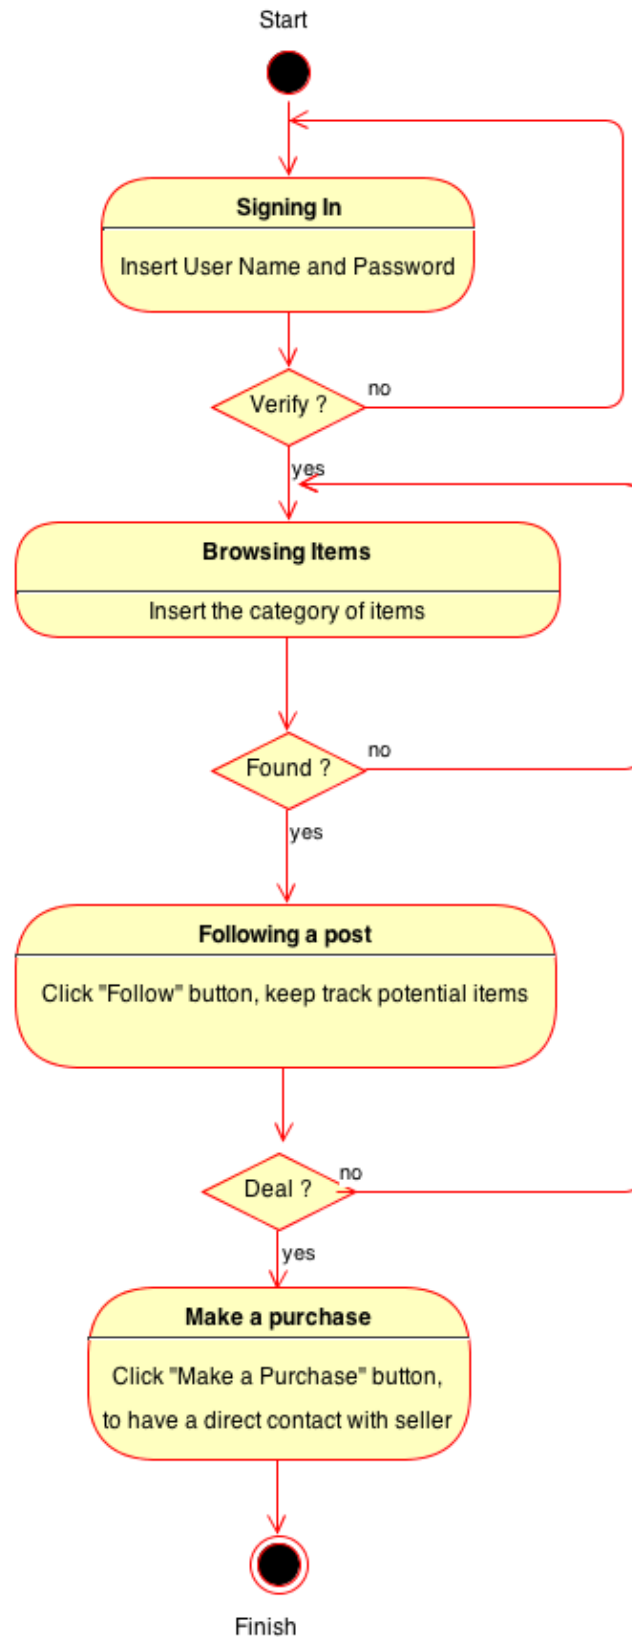 Start
Signing In
Insert User Name and Password
Verify ?
no
yes
Browsing Items
Insert the category of items
Found ?
no
yes
Following a post
Click "Follow" button, keep track potential items
Deal ?
no
yes
Make a purchase
Click "Make a Purchase" button,
to have a direct contact with seller
Finish